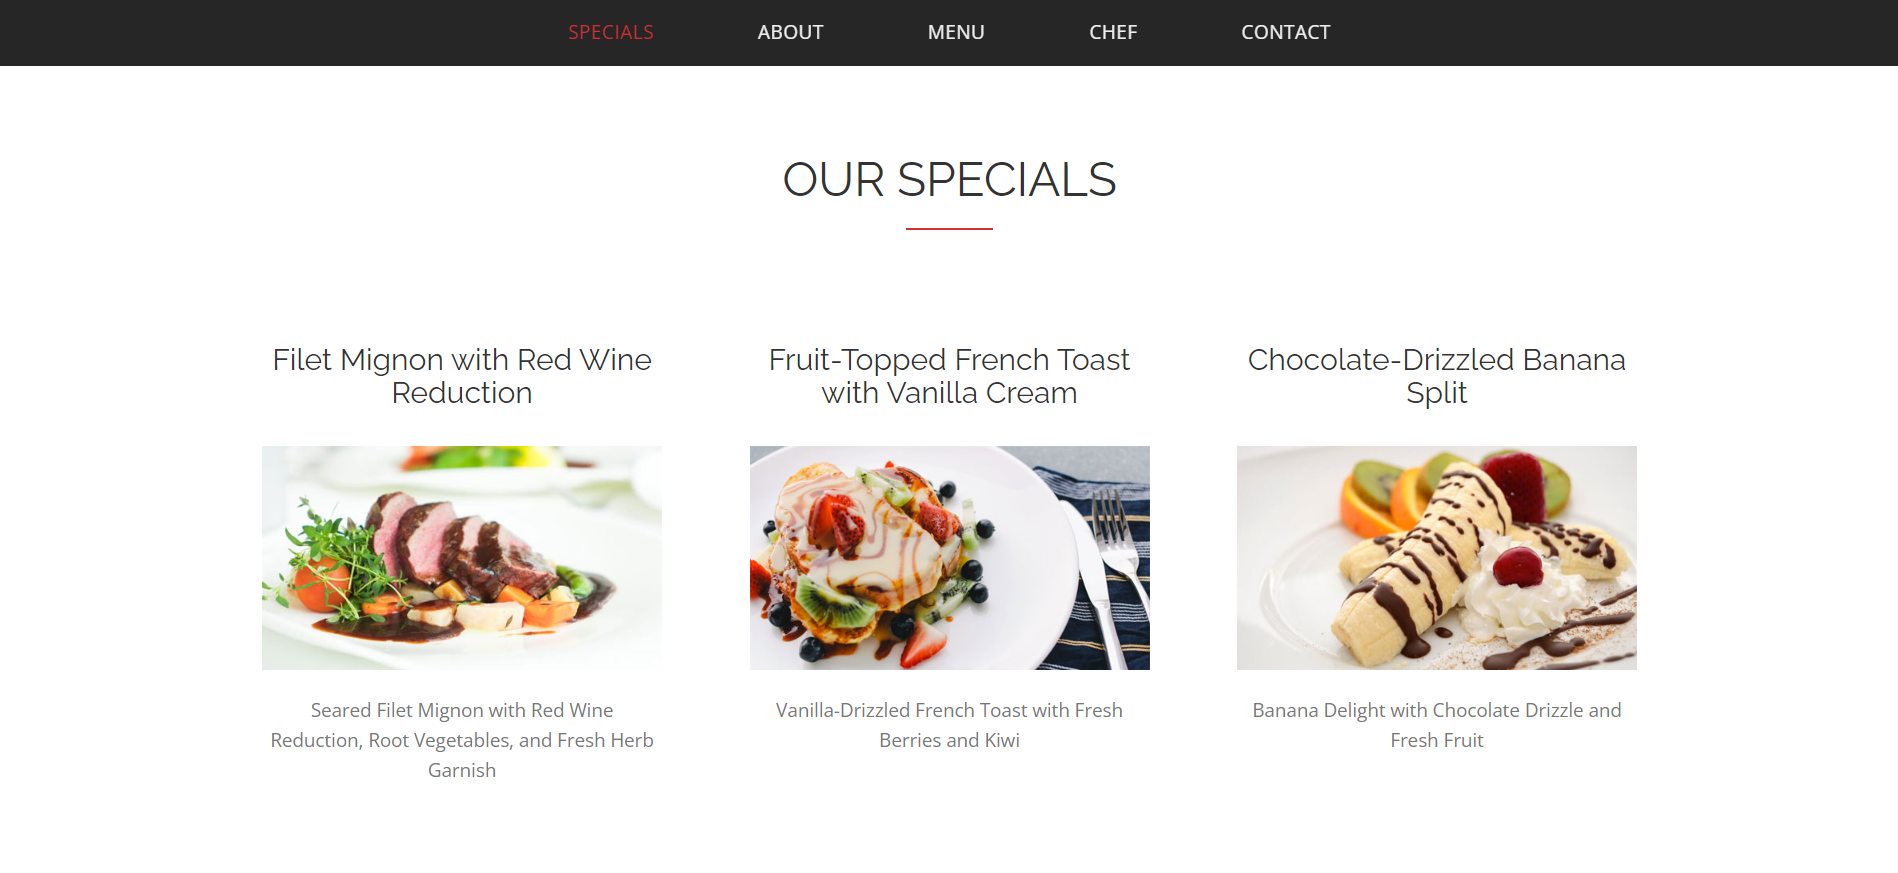 SPECIALS ABOUT MENU CHEF CONTACT
OUR SPECIALS
Filet Mignon with Red Wine
Reduction
Seared Filet Mignon with Red Wine
Reduction, Root Vegetables, and Fresh Herb
Garnish
Fruit-Topped French Toast
with Vanilla Cream
Vanilla-Drizzled French Toast with Fresh
Berries and Kiwi
Chocolate-Drizzled Banana
Split
Banana Delight with Chocolate Drizzle and
Fresh Fruit